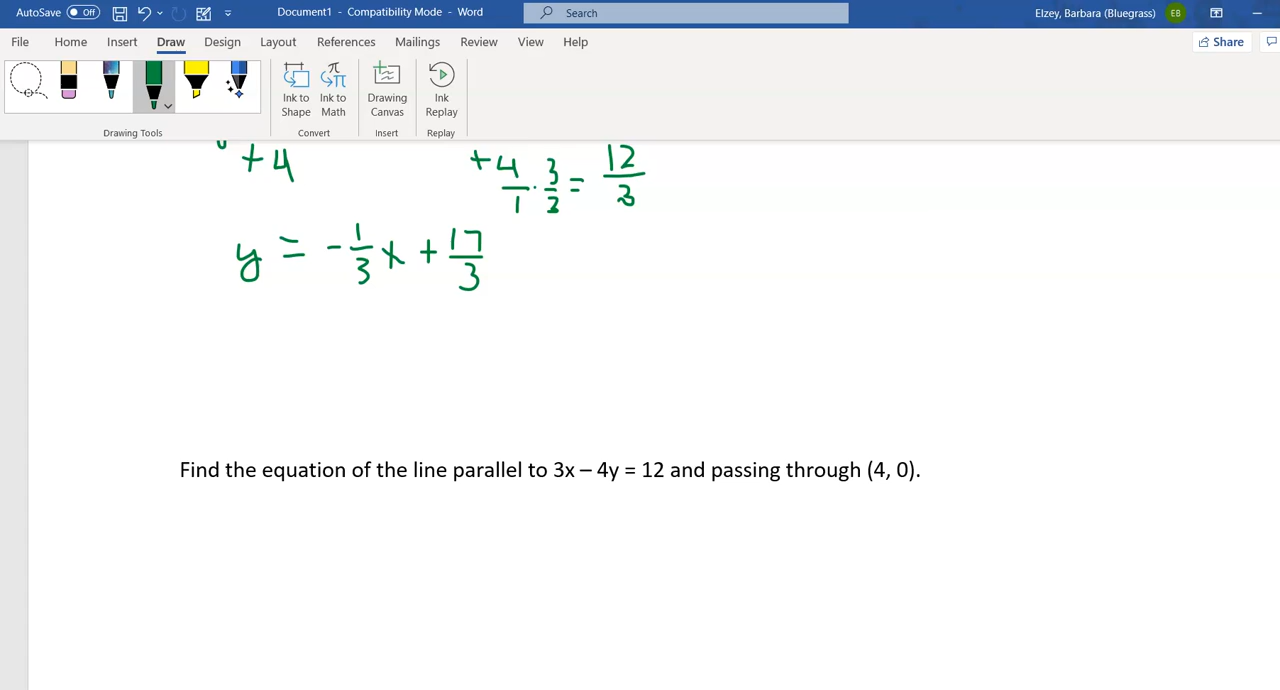 AutoSave Off Document1 - Compatibility Mode - Word Search Elzey, Barbara (Bluegrass) EB
File Home Insert Draw Design Layout References Mailings Review View Help Share
Ink to Shape Ink to Math Drawing Canvas Ink Replay
Drawing Tools Convert Insert Replay
+4 +4/1 · 3/3 = 12/3
y = -1/3 x + 17/3
Find the equation of the line parallel to 3x – 4y = 12 and passing through (4, 0).